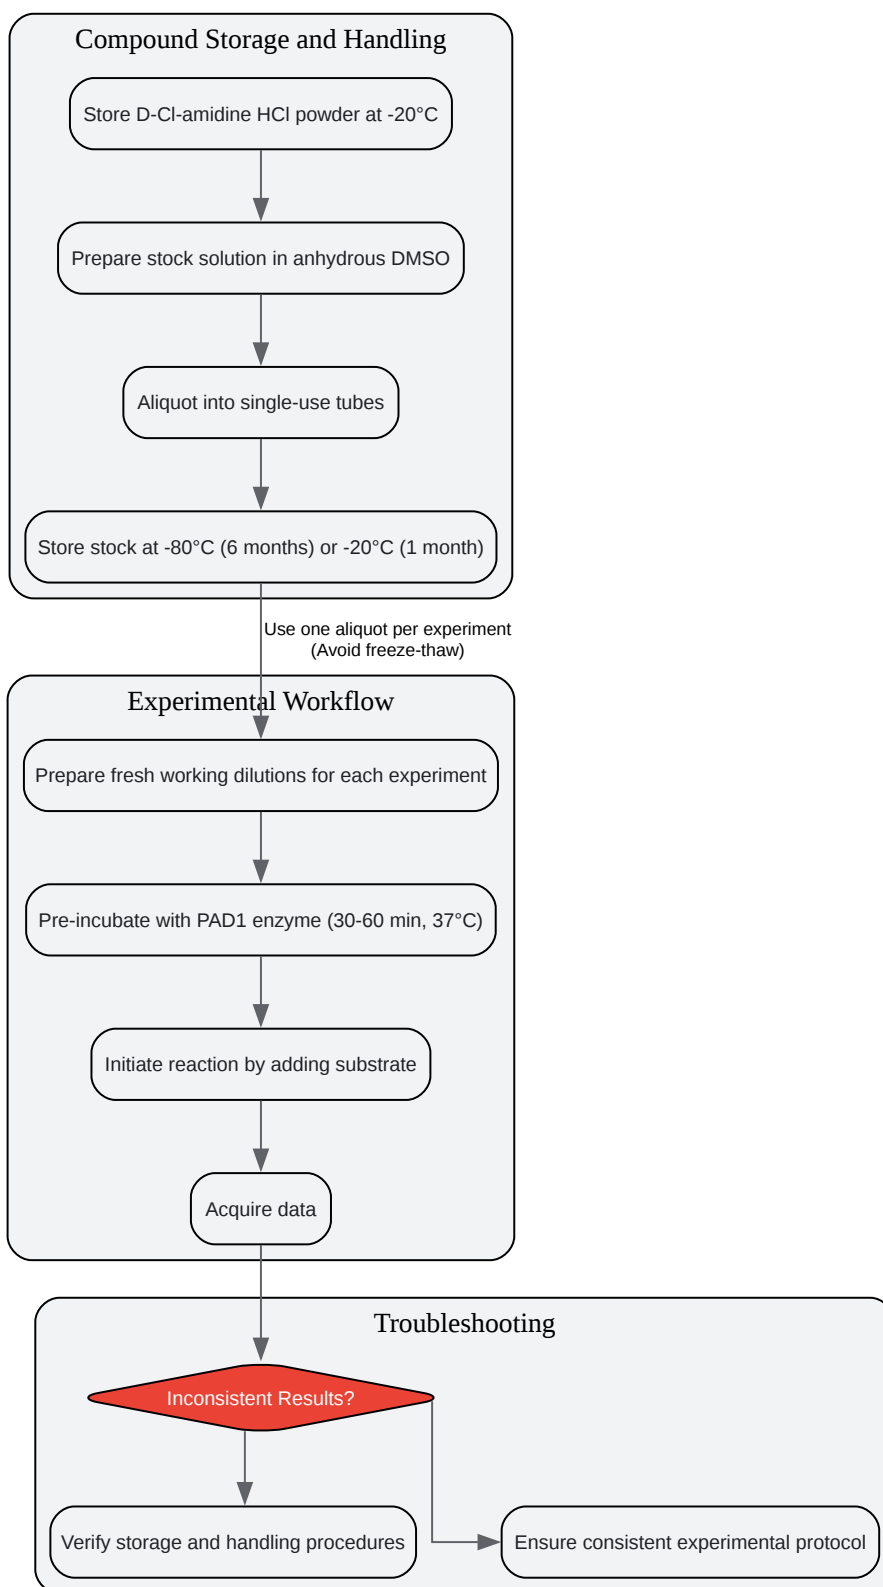 Compound Storage and Handling
Store D-Cl-amidine HCl powder at -20°C
Prepare stock solution in anhydrous DMSO
Aliquot into single-use tubes
Store stock at -80°C (6 months) or -20°C (1 month)
Use one aliquot per experiment
(Avoid freeze-thaw)
Experimental Workflow
Prepare fresh working dilutions for each experiment
Pre-incubate with PAD1 enzyme (30-60 min, 37°C)
Initiate reaction by adding substrate
Acquire data
Troubleshooting
Inconsistent Results?
Verify storage and handling procedures
Ensure consistent experimental protocol